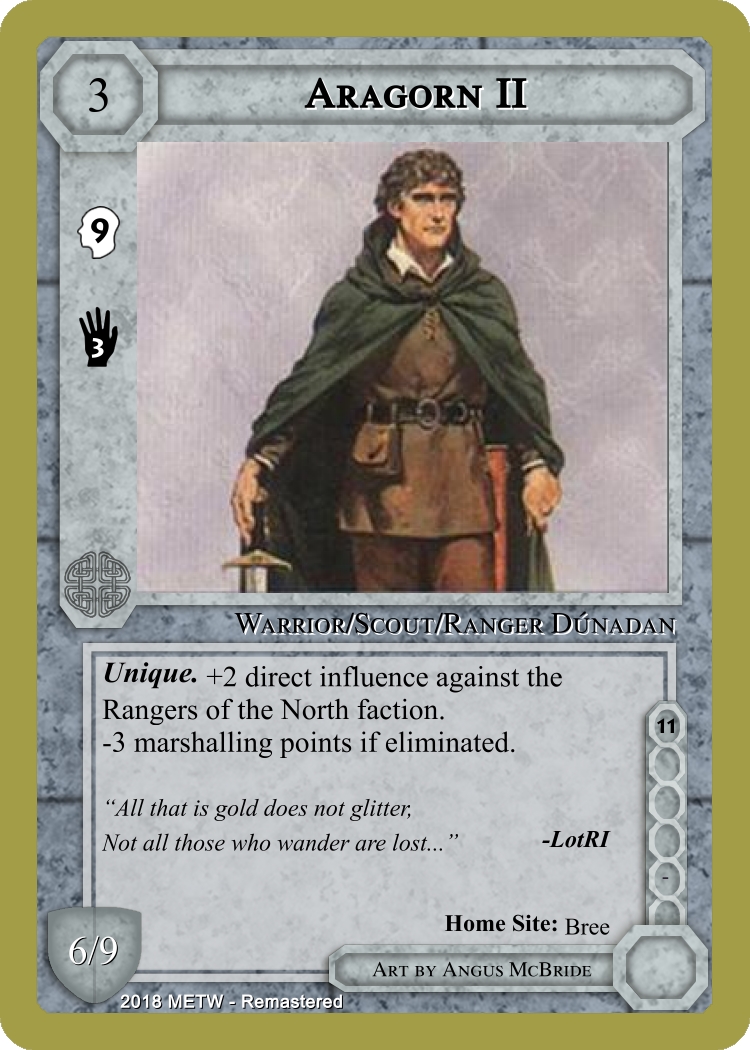 3
ARAGORN II
9
3
WARRIOR/SCOUT/RANGER DÚNADAN
Unique. +2 direct influence against the
Rangers of the North faction.
-3 marshalling points if eliminated.
“All that is gold does not glitter,
Not all those who wander are lost...” -LotRI
11
-
Home Site: Bree
6/9
ART BY ANGUS MCBRIDE
2018 METW - Remastered